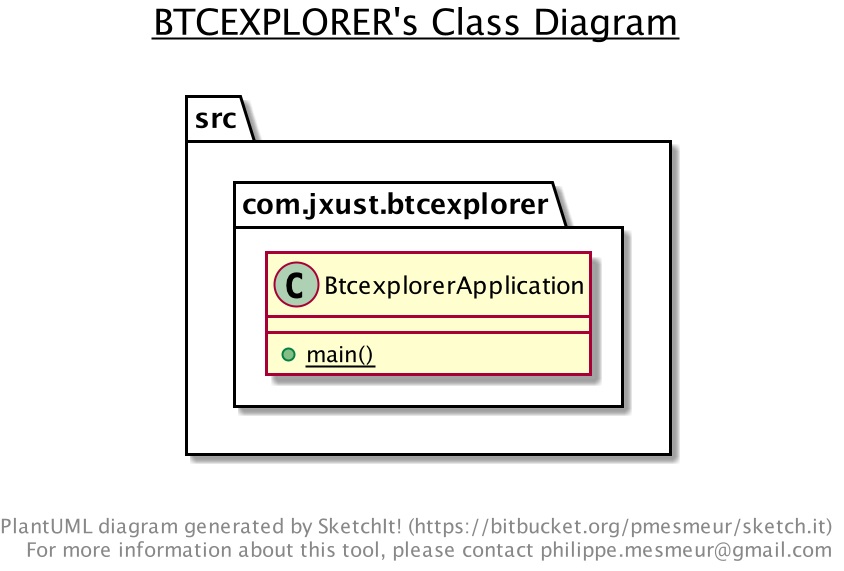 BTCEXPLORER's Class Diagram
src
com.jxust.btcexplorer
C BtcexplorerApplication
main()
PlantUML diagram generated by SketchIt! (https://bitbucket.org/pmesmeur/sketch.it)
For more information about this tool, please contact philippe.mesmeur@gmail.com